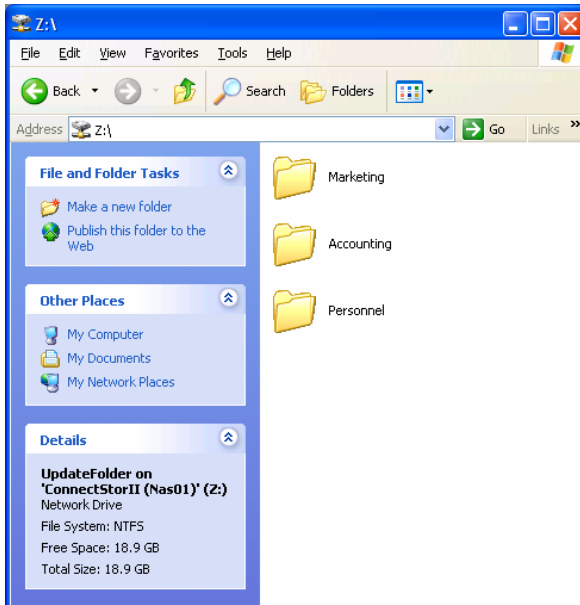 Z:\
File Edit View Favorites Tools Help
Back Search Folders
Address Z:\ Go Links »
File and Folder Tasks
Make a new folder
Publish this folder to the
Web
Other Places
My Computer
My Documents
My Network Places
Details
UpdateFolder on
'ConnectStorII (Nas01)' (Z:)
Network Drive
File System: NTFS
Free Space: 18.9 GB
Total Size: 18.9 GB
Marketing
Accounting
Personnel